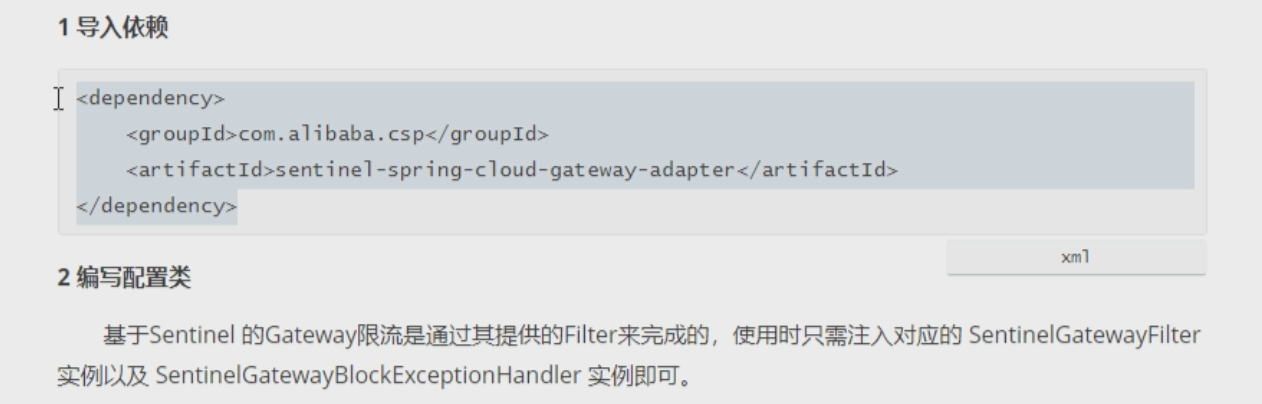 1 导入依赖
<dependency>
    <groupId>com.alibaba.csp</groupId>
    <artifactId>sentinel-spring-cloud-gateway-adapter</artifactId>
</dependency>
xml
2 编写配置类
基于Sentinel 的Gateway限流是通过其提供的Filter来完成的，使用时只需注入对应的 SentinelGatewayFilter
实例以及 SentinelGatewayBlockExceptionHandler 实例即可。